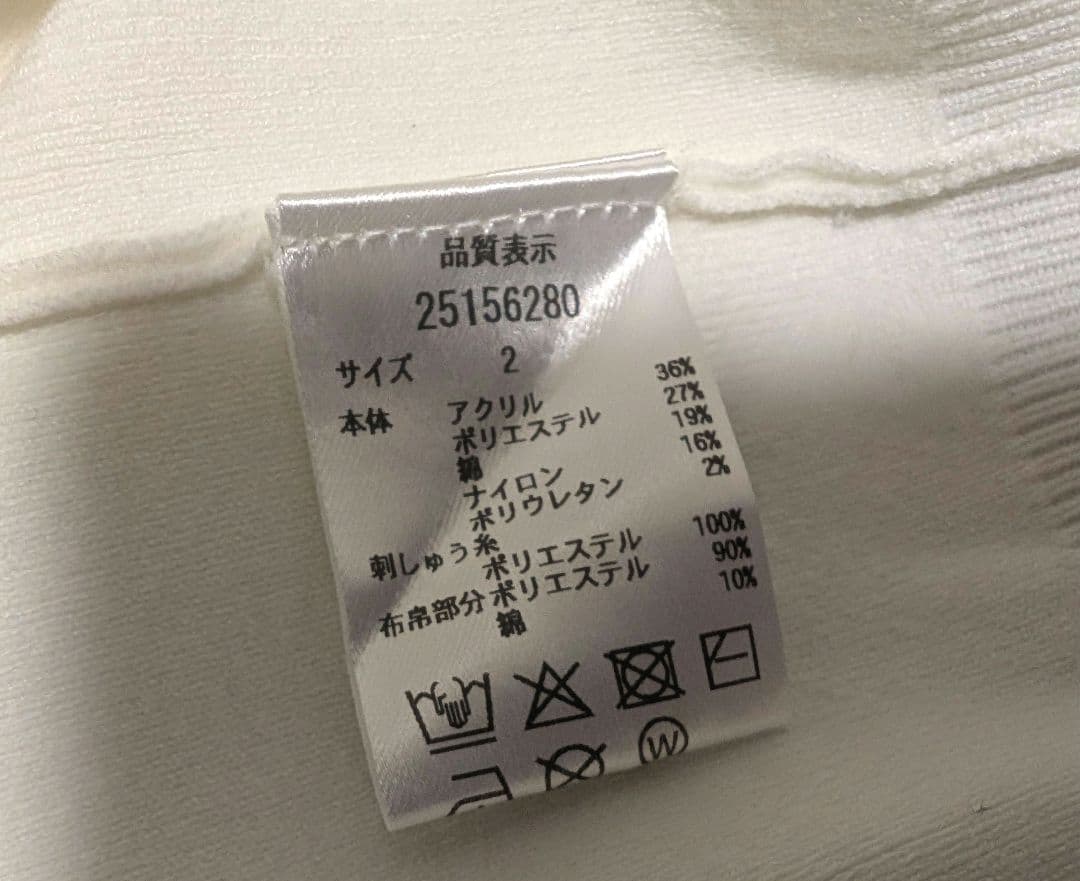 品質表示
25156280
サイズ 2
本体 アクリル 36%
ポリエステル 27%
綿 19%
ナイロン 16%
ポリウレタン 2%
刺しゅう糸
ポリエステル 100%
布帛部分 ポリエステル 90%
綿 10%
W